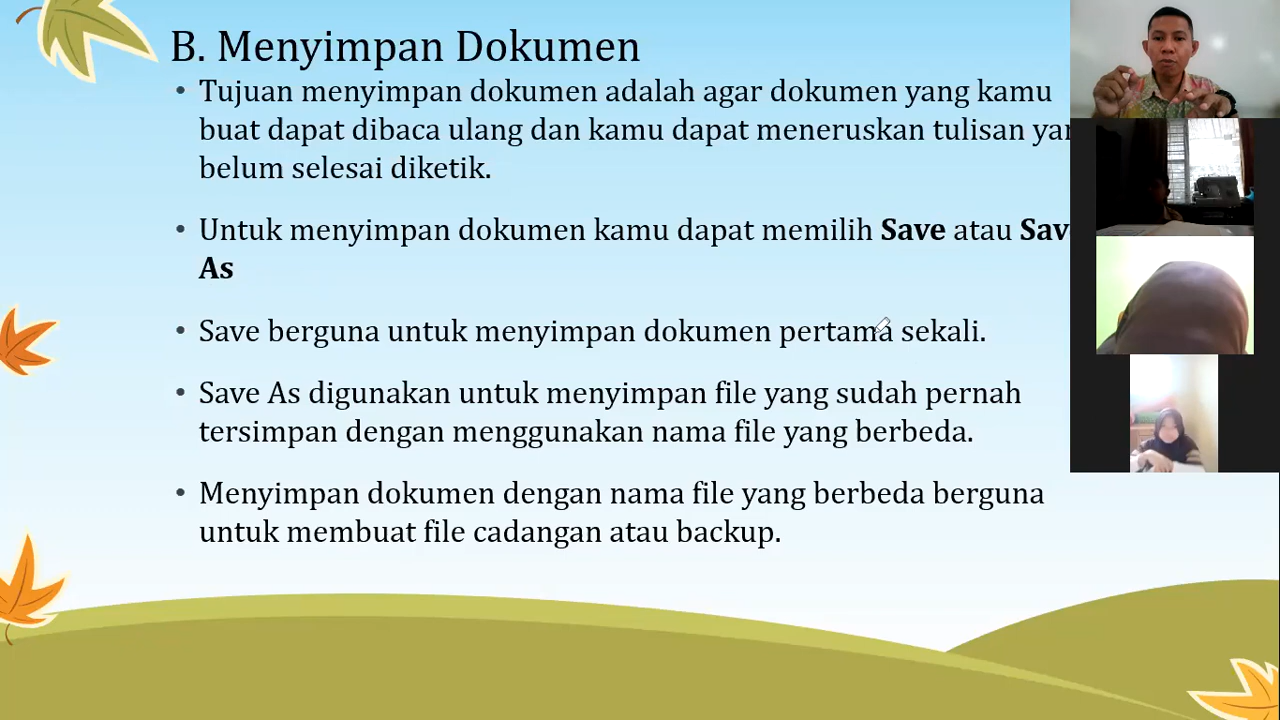 B. Menyimpan Dokumen
• Tujuan menyimpan dokumen adalah agar dokumen yang kamu
buat dapat dibaca ulang dan kamu dapat meneruskan tulisan
belum selesai diketik.
• Untuk menyimpan dokumen kamu dapat memilih Save atau
As
• Save berguna untuk menyimpan dokumen pertama sekali.
• Save As digunakan untuk menyimpan file yang sudah pernah
tersimpan dengan menggunakan nama file yang berbeda.
• Menyimpan dokumen dengan nama file yang berbeda berguna
untuk membuat file cadangan atau backup.